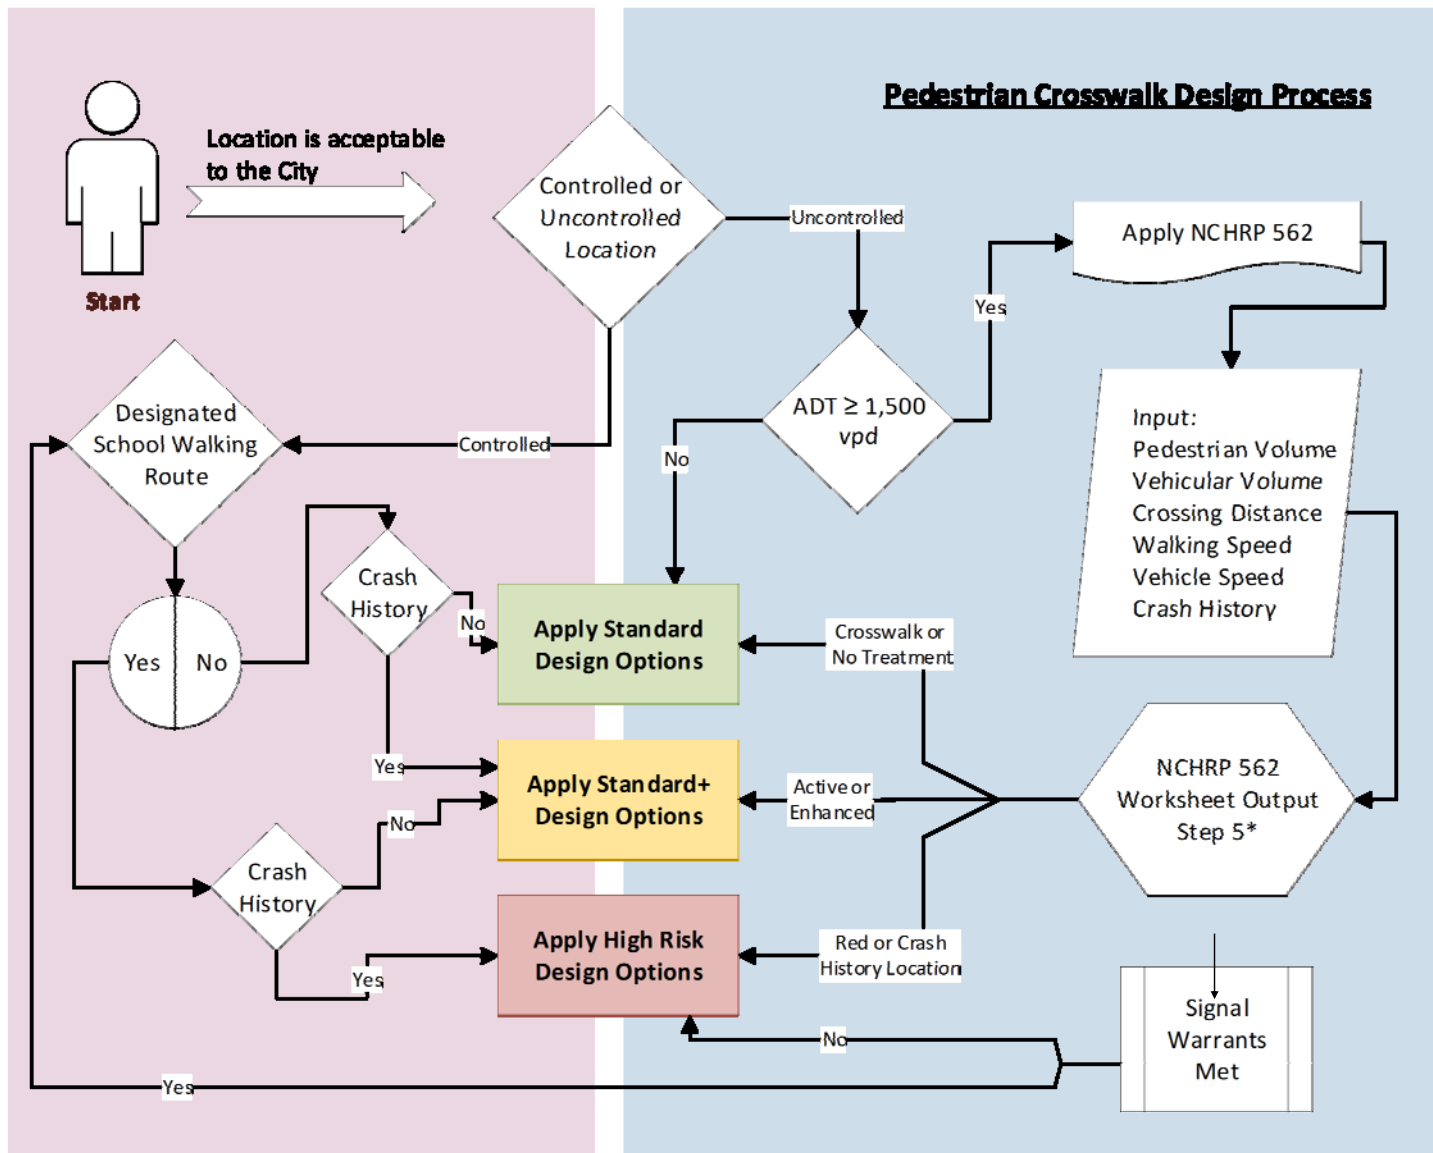 Pedestrian Crosswalk Design Process
Location is acceptable
to the City
Start
Controlled or
Uncontrolled
Location
Uncontrolled
Apply NCHRP 562
Yes
ADT ≥ 1,500
vpd
No
Controlled
Designated
School Walking
Route
Input:
Pedestrian Volume
Vehicular Volume
Crossing Distance
Walking Speed
Vehicle Speed
Crash History
Crash
History
No
Yes
No
Apply Standard
Design Options
Crosswalk or
No Treatment
Yes
Apply Standard+
Design Options
Active or
Enhanced
NCHRP 562
Worksheet Output
Step 5*
No
Crash
History
Yes
Apply High Risk
Design Options
Red or Crash
History Location
Signal
Warrants
Met
No
Yes